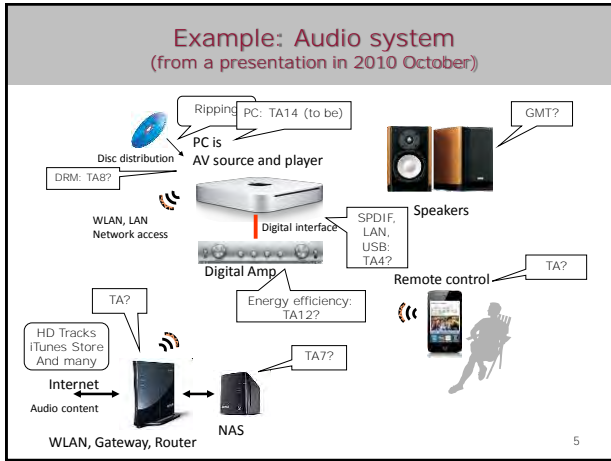 Example: Audio system
(from a presentation in 2010 October)
Ripping
PC: TA14 (to be)
GMT?
PC is
AV source and player
Disc distribution
DRM: TA8?
WLAN, LAN
Network access
Digital interface
SPDIF,
LAN,
USB:
TA4?
Speakers
Digital Amp
Remote control
TA?
Energy efficiency:
TA12?
TA?
HD Tracks
iTunes Store
And many
TA7?
Internet
Audio content
NAS
WLAN, Gateway, Router
5